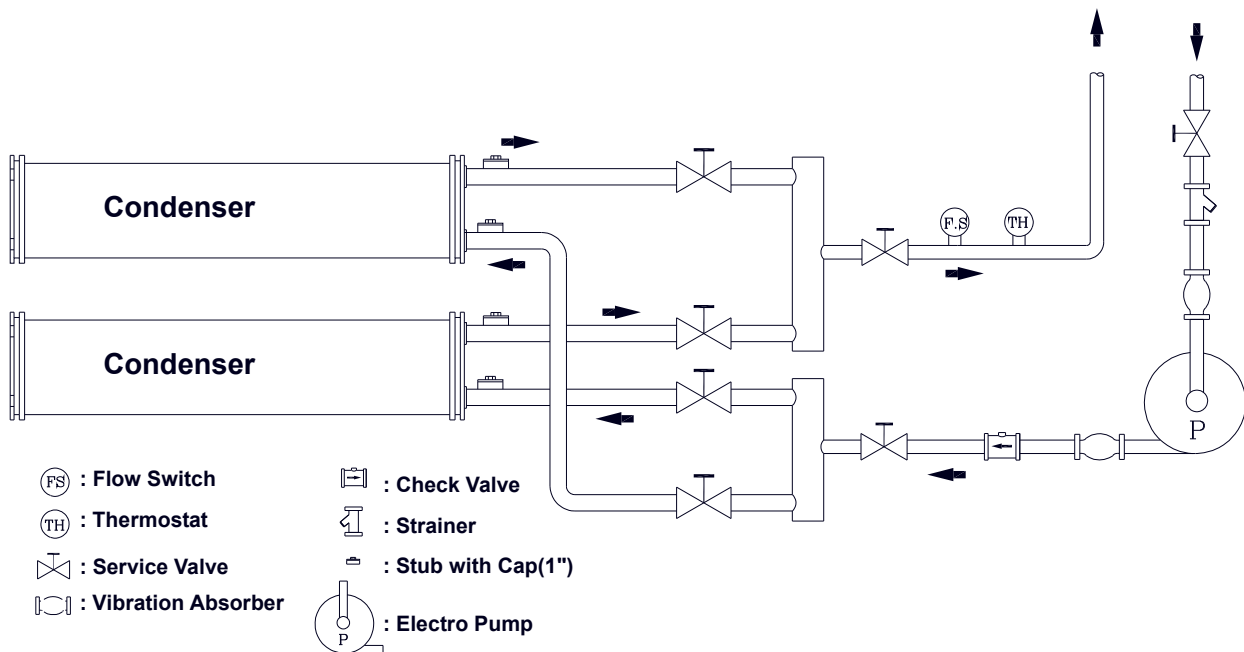 Condenser
F.S
TH
Condenser
P
FS : Flow Switch
TH : Thermostat
: Service Valve
: Vibration Absorber
: Check Valve
: Strainer
: Stub with Cap(1")
P : Electro Pump